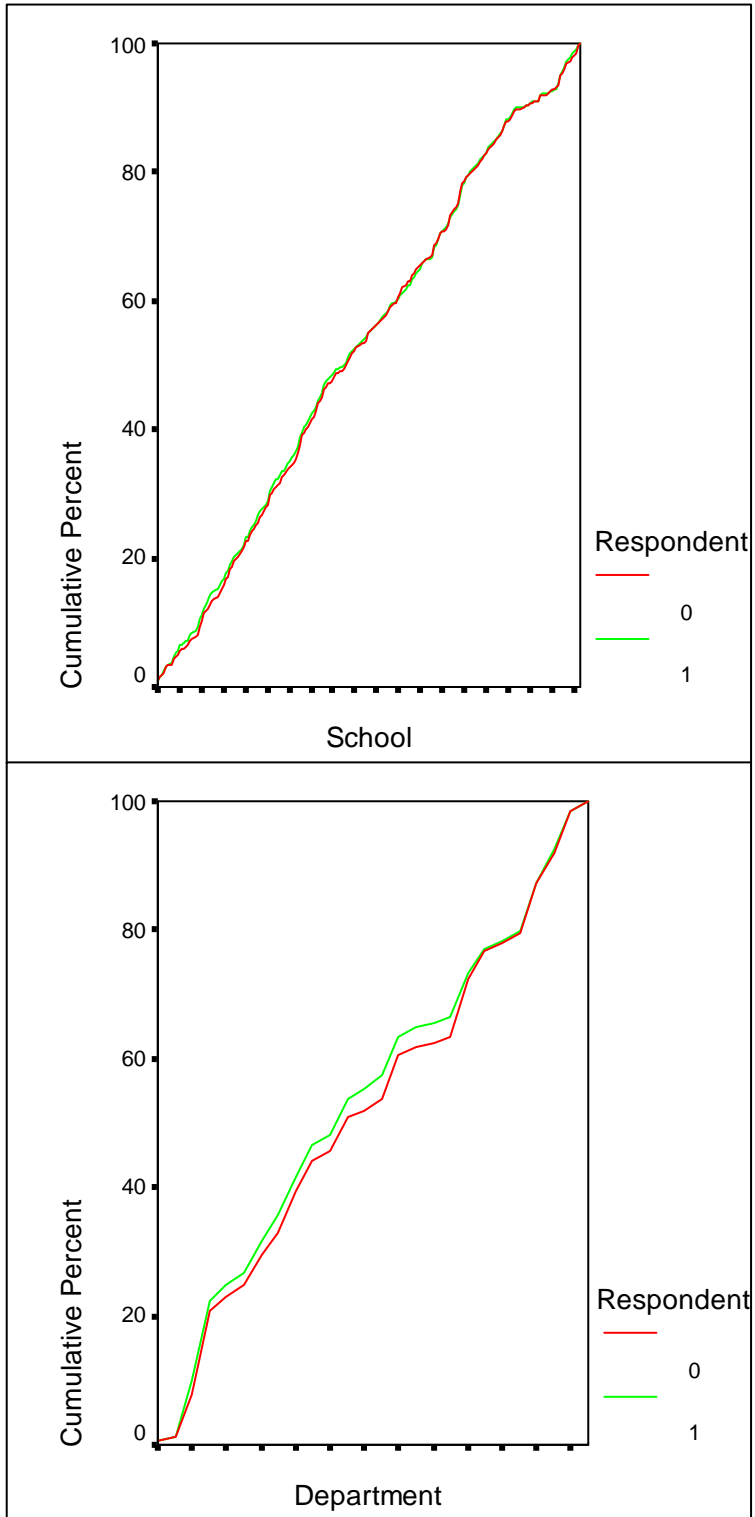 100
80
60
40
20
0
Cumulative Percent
School
Respondent
0
1
100
80
60
40
20
0
Cumulative Percent
Department
Respondent
0
1